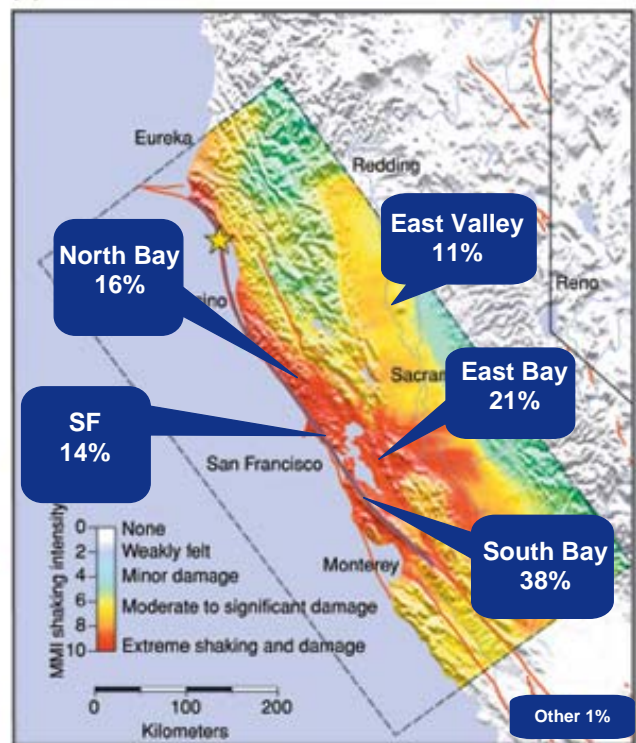 Eureka
Redding
East Valley
11%
North Bay
16%
Reno
East Bay
21%
SF
14%
San Francisco
South Bay
38%
Monterey
MMI shaking intensity
0 None
2 Weakly felt
4 Minor damage
6 Moderate to significant damage
8
10 Extreme shaking and damage
0 100 200
Kilometers
Other 1%